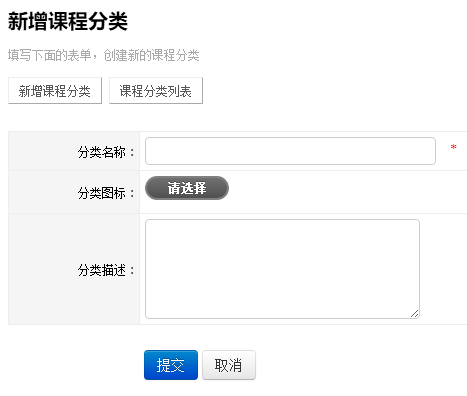 新增课程分类
填写下面的表单，创建新的课程分类
新增课程分类 课程分类列表
分类名称： *
分类图标： 请选择
分类描述：
提交 取消